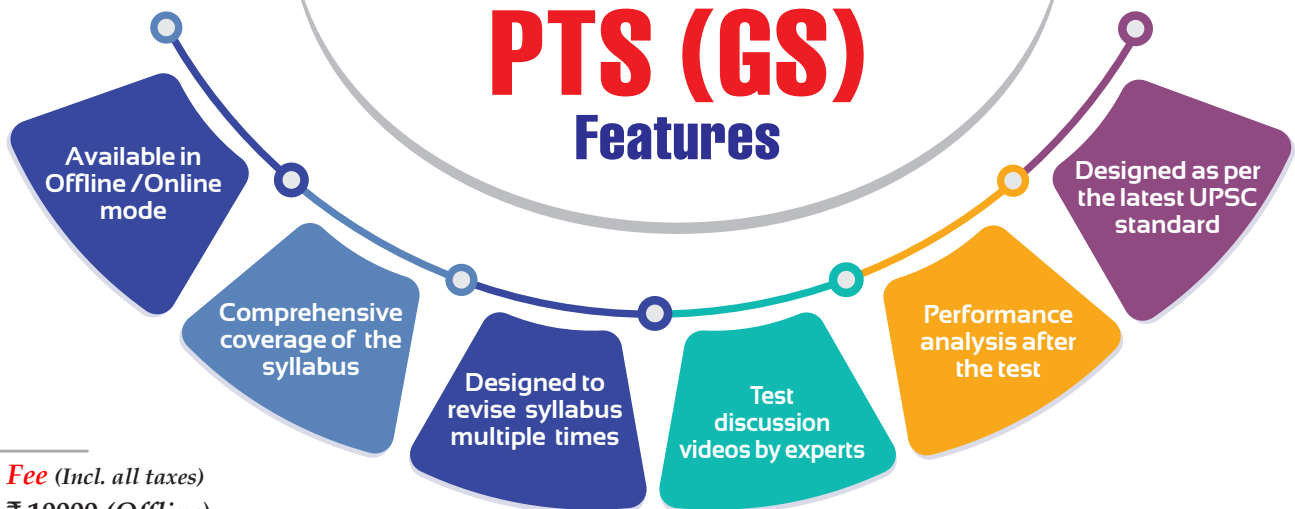 PTS (GS)
Features
Available in
Offline /Online
mode
Comprehensive
coverage of the
syllabus
Designed to
revise syllabus
multiple times
Test
discussion
videos by experts
Performance
analysis after
the test
Designed as per
the latest UPSC
standard
Fee (Incl. all taxes)
₹ 10999 (Offline)